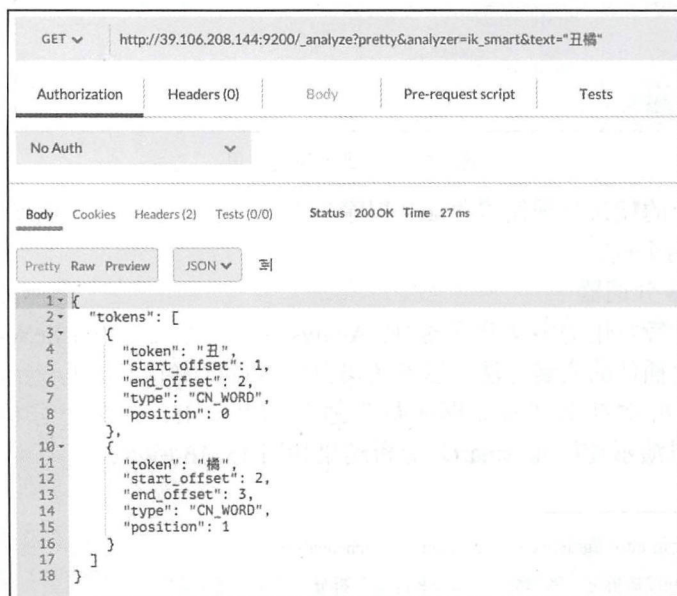 GET http://39.106.208.144:9200/_analyze?pretty&analyzer=ik_smart&text="丑橘"
Authorization Headers (0) Body Pre-request script Tests
No Auth
Body Cookies Headers (2) Tests (0/0) Status 200 OK Time 27 ms
Pretty Raw Preview JSON
1 {
2 "tokens": [
3 {
4 "token": "丑",
5 "start_offset": 1,
6 "end_offset": 2,
7 "type": "CN_WORD",
8 "position": 0
9 },
10 {
11 "token": "橘",
12 "start_offset": 2,
13 "end_offset": 3,
14 "type": "CN_WORD",
15 "position": 1
16 }
17 ]
18 }